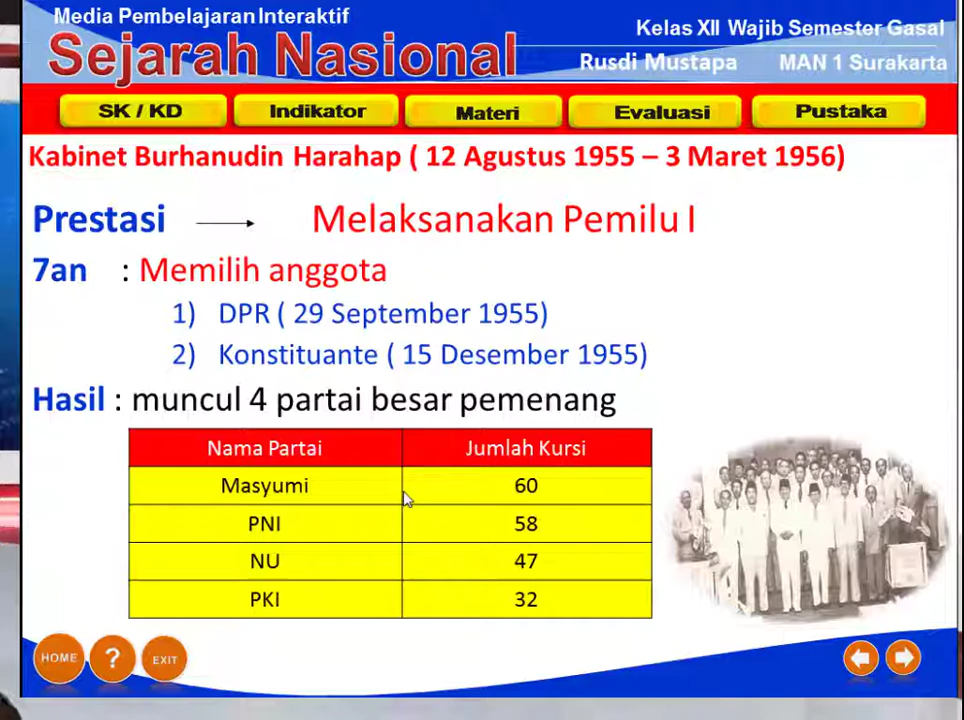 Media Pembelajaran Interaktif
Sejarah Nasional
Kelas XII Wajib Semester Gasal
Rusdi Mustapa MAN 1 Surakarta
SK / KD Indikator Materi Evaluasi Pustaka
Kabinet Burhanudin Harahap ( 12 Agustus 1955 – 3 Maret 1956)
Prestasi Melaksanakan Pemilu I
7an : Memilih anggota
1) DPR ( 29 September 1955)
2) Konstituante ( 15 Desember 1955)
Hasil : muncul 4 partai besar pemenang
Nama Partai Jumlah Kursi
Masyumi 60
PNI 58
NU 47
PKI 32
HOME ? EXIT